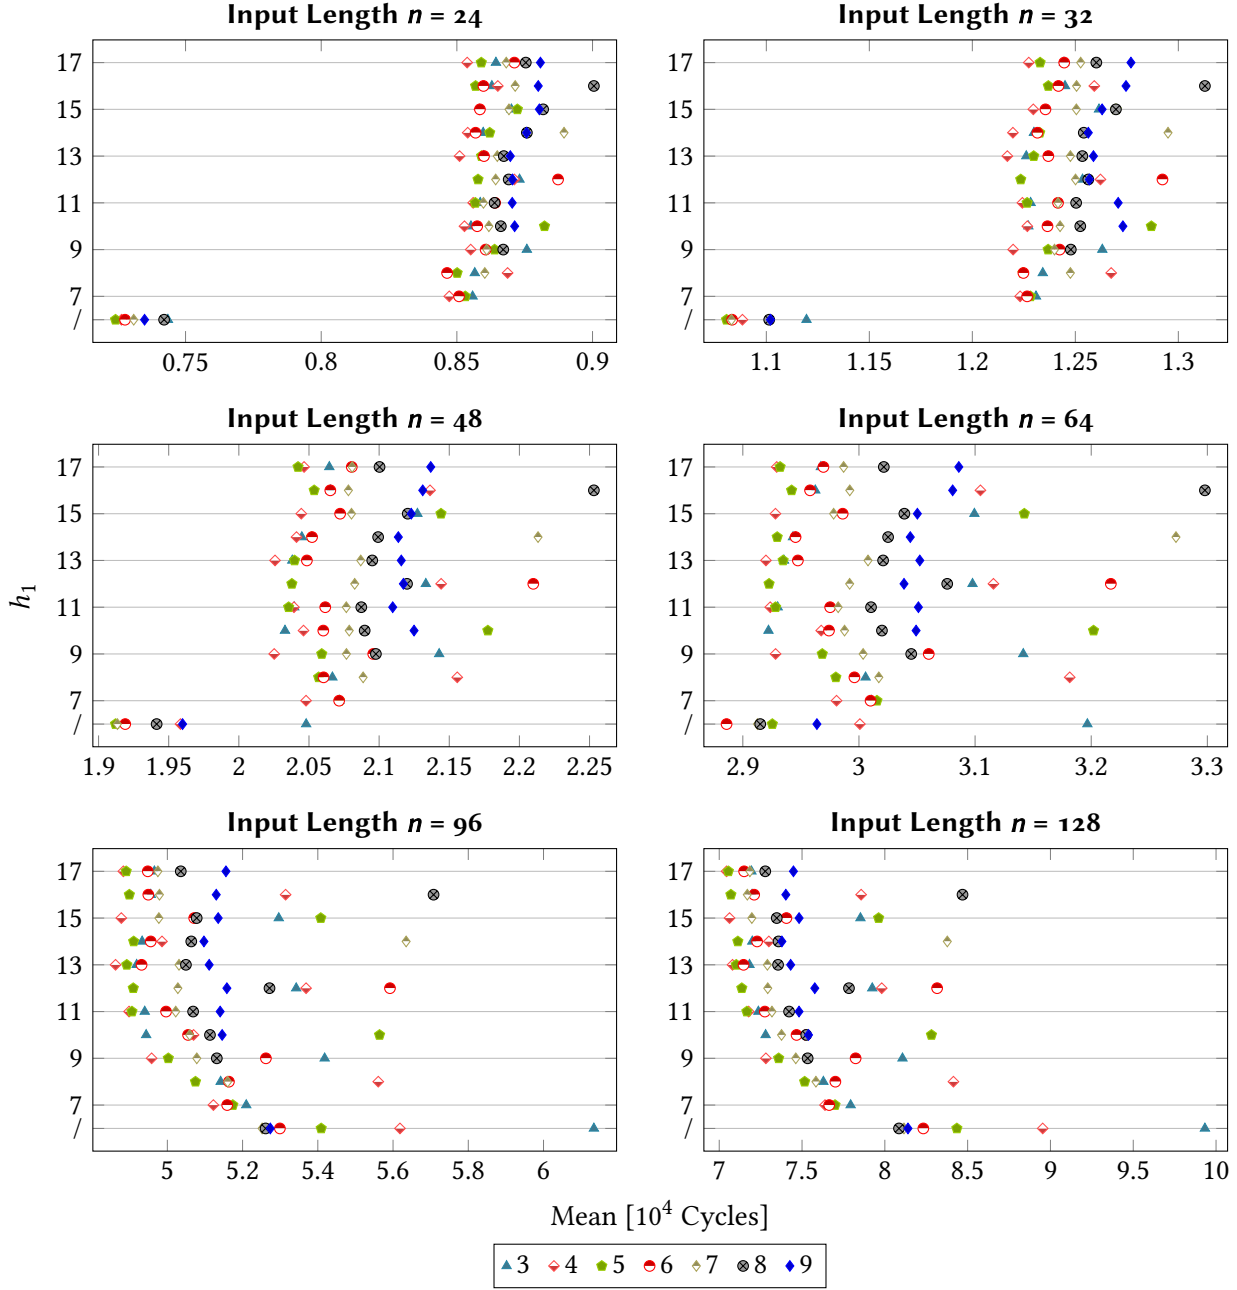 Input Length n = 24
Input Length n = 32
17
15
13
11
9
7
/
0.75 0.8 0.85 0.9
17
15
13
11
9
7
/
1.1 1.15 1.2 1.25 1.3
Input Length n = 48
Input Length n = 64
h1
17
15
13
11
9
7
/
1.9 1.95 2 2.05 2.1 2.15 2.2 2.25
17
15
13
11
9
7
/
2.9 3 3.1 3.2 3.3
Input Length n = 96
Input Length n = 128
17
15
13
11
9
7
/
5 5.2 5.4 5.6 5.8 6
17
15
13
11
9
7
/
7 7.5 8 8.5 9 9.5 10
Mean [10⁴ Cycles]
3 4 5 6 7 8 9